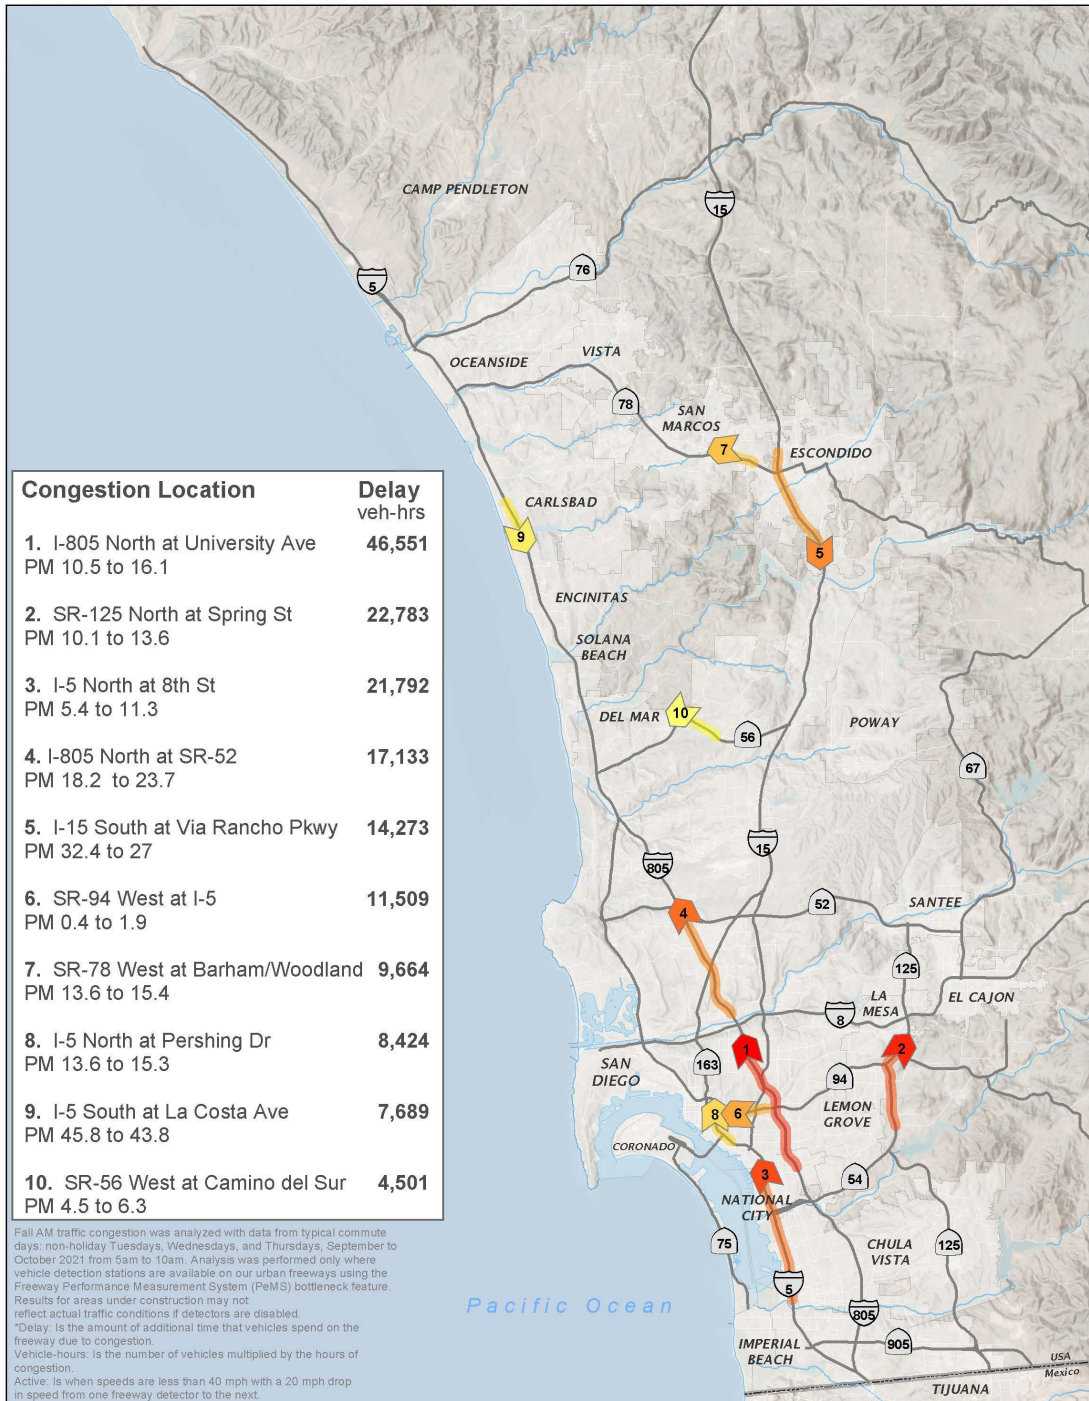 CAMP PENDLETON
15
76
5
OCEANSIDE
VISTA
78
SAN
MARCOS
7
ESCONDIDO
CARLSBAD
9
5
ENCINITAS
SOLANA
BEACH
DEL MAR
10
56
POWAY
67
15
805
4
52
SANTEE
125
LA
MESA
EL CAJON
8
1
2
163
SAN
DIEGO
94
8
6
LEMON
GROVE
CORONADO
3
54
NATIONAL
CITY
75
CHULA
VISTA
125
5
805
905
IMPERIAL
BEACH
USA
Mexico
TIJUANA
Pacific Ocean
Congestion Location Delay
veh-hrs
1. I-805 North at University Ave 46,551
PM 10.5 to 16.1
2. SR-125 North at Spring St 22,783
PM 10.1 to 13.6
3. I-5 North at 8th St 21,792
PM 5.4 to 11.3
4. I-805 North at SR-52 17,133
PM 18.2 to 23.7
5. I-15 South at Via Rancho Pkwy 14,273
PM 32.4 to 27
6. SR-94 West at I-5 11,509
PM 0.4 to 1.9
7. SR-78 West at Barham/Woodland 9,664
PM 13.6 to 15.4
8. I-5 North at Pershing Dr 8,424
PM 13.6 to 15.3
9. I-5 South at La Costa Ave 7,689
PM 45.8 to 43.8
10. SR-56 West at Camino del Sur 4,501
PM 4.5 to 6.3
Fall AM traffic congestion was analyzed with data from typical commute
days: non-holiday Tuesdays, Wednesdays, and Thursdays, September to
October 2021 from 5am to 10am. Analysis was performed only where
vehicle detection stations are available on our urban freeways using the
Freeway Performance Measurement System (PeMS) bottleneck feature.
Results for areas under construction may not
reflect actual traffic conditions if detectors are disabled.
*Delay: Is the amount of additional time that vehicles spend on the
freeway due to congestion.
Vehicle-hours: Is the number of vehicles multiplied by the hours of
congestion.
Active: Is when speeds are less than 40 mph with a 20 mph drop
in speed from one freeway detector to the next.